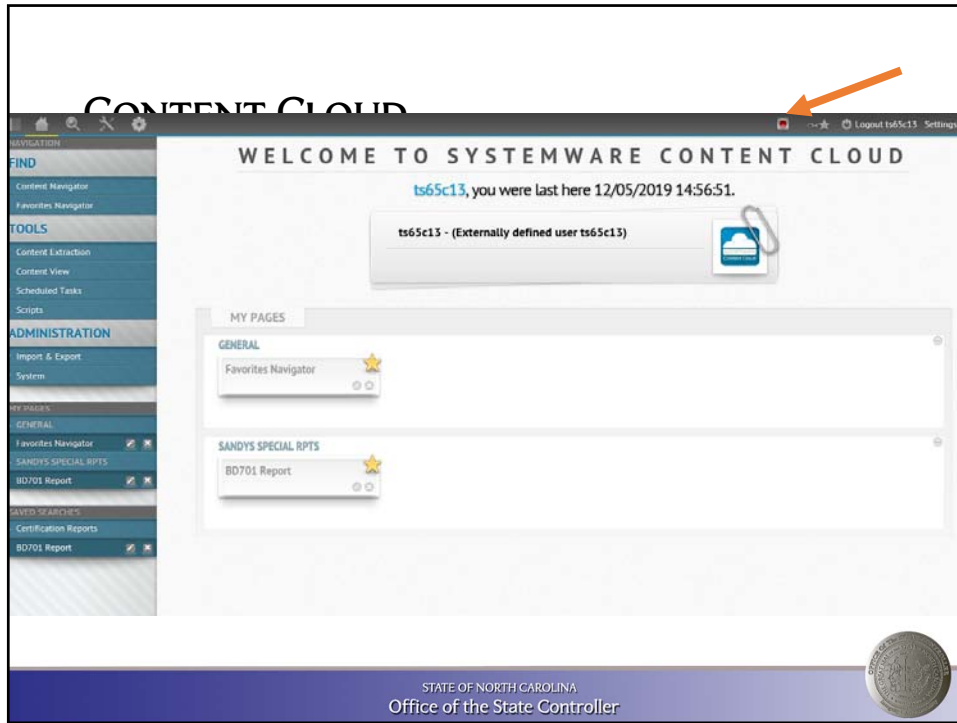 CONTENT CLOUD
Logout ts65c13 Settings
NAVIGATION
FIND
Content Navigator
Favorites Navigator
TOOLS
Content Extraction
Content View
Scheduled Tasks
Scripts
ADMINISTRATION
Import & Export
System
MY PAGES
GENERAL
Favorites Navigator
SANDYS SPECIAL RPTS
BD701 Report
SAVED SEARCHES
Certification Reports
BD701 Report
WELCOME TO SYSTEMWARE CONTENT CLOUD
ts65c13, you were last here 12/05/2019 14:56:51.
ts65c13 - (Externally defined user ts65c13)
MY PAGES
GENERAL
Favorites Navigator
SANDYS SPECIAL RPTS
BD701 Report
STATE OF NORTH CAROLINA
Office of the State Controller